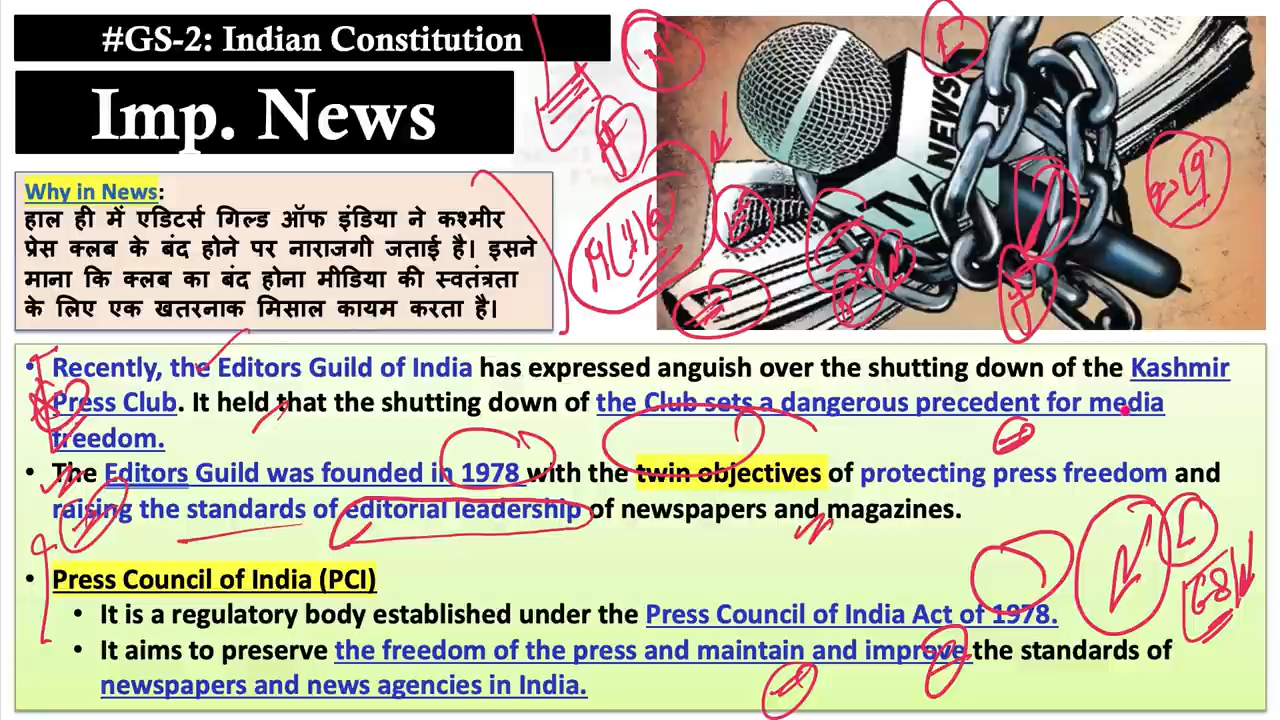 #GS-2: Indian Constitution
Imp. News
Why in News:
हाल ही में एडिटर्स गिल्ड ऑफ इंडिया ने कश्मीर
प्रेस क्लब के बंद होने पर नाराजगी जताई है। इसने
माना कि क्लब का बंद होना मीडिया की स्वतंत्रता
के लिए एक खतरनाक मिसाल कायम करता है।
NEWS
TV
• Recently, the Editors Guild of India has expressed anguish over the shutting down of the Kashmir
Press Club. It held that the shutting down of the Club sets a dangerous precedent for media
freedom.
• The Editors Guild was founded in 1978 with the twin objectives of protecting press freedom and
raising the standards of editorial leadership of newspapers and magazines.
• Press Council of India (PCI)
• It is a regulatory body established under the Press Council of India Act of 1978.
• It aims to preserve the freedom of the press and maintain and improve the standards of
newspapers and news agencies in India.